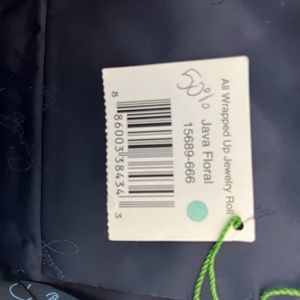 All Wrapped Up Jewelry Roll
Java Floral
15689-666
50%
8 86003 38434 3